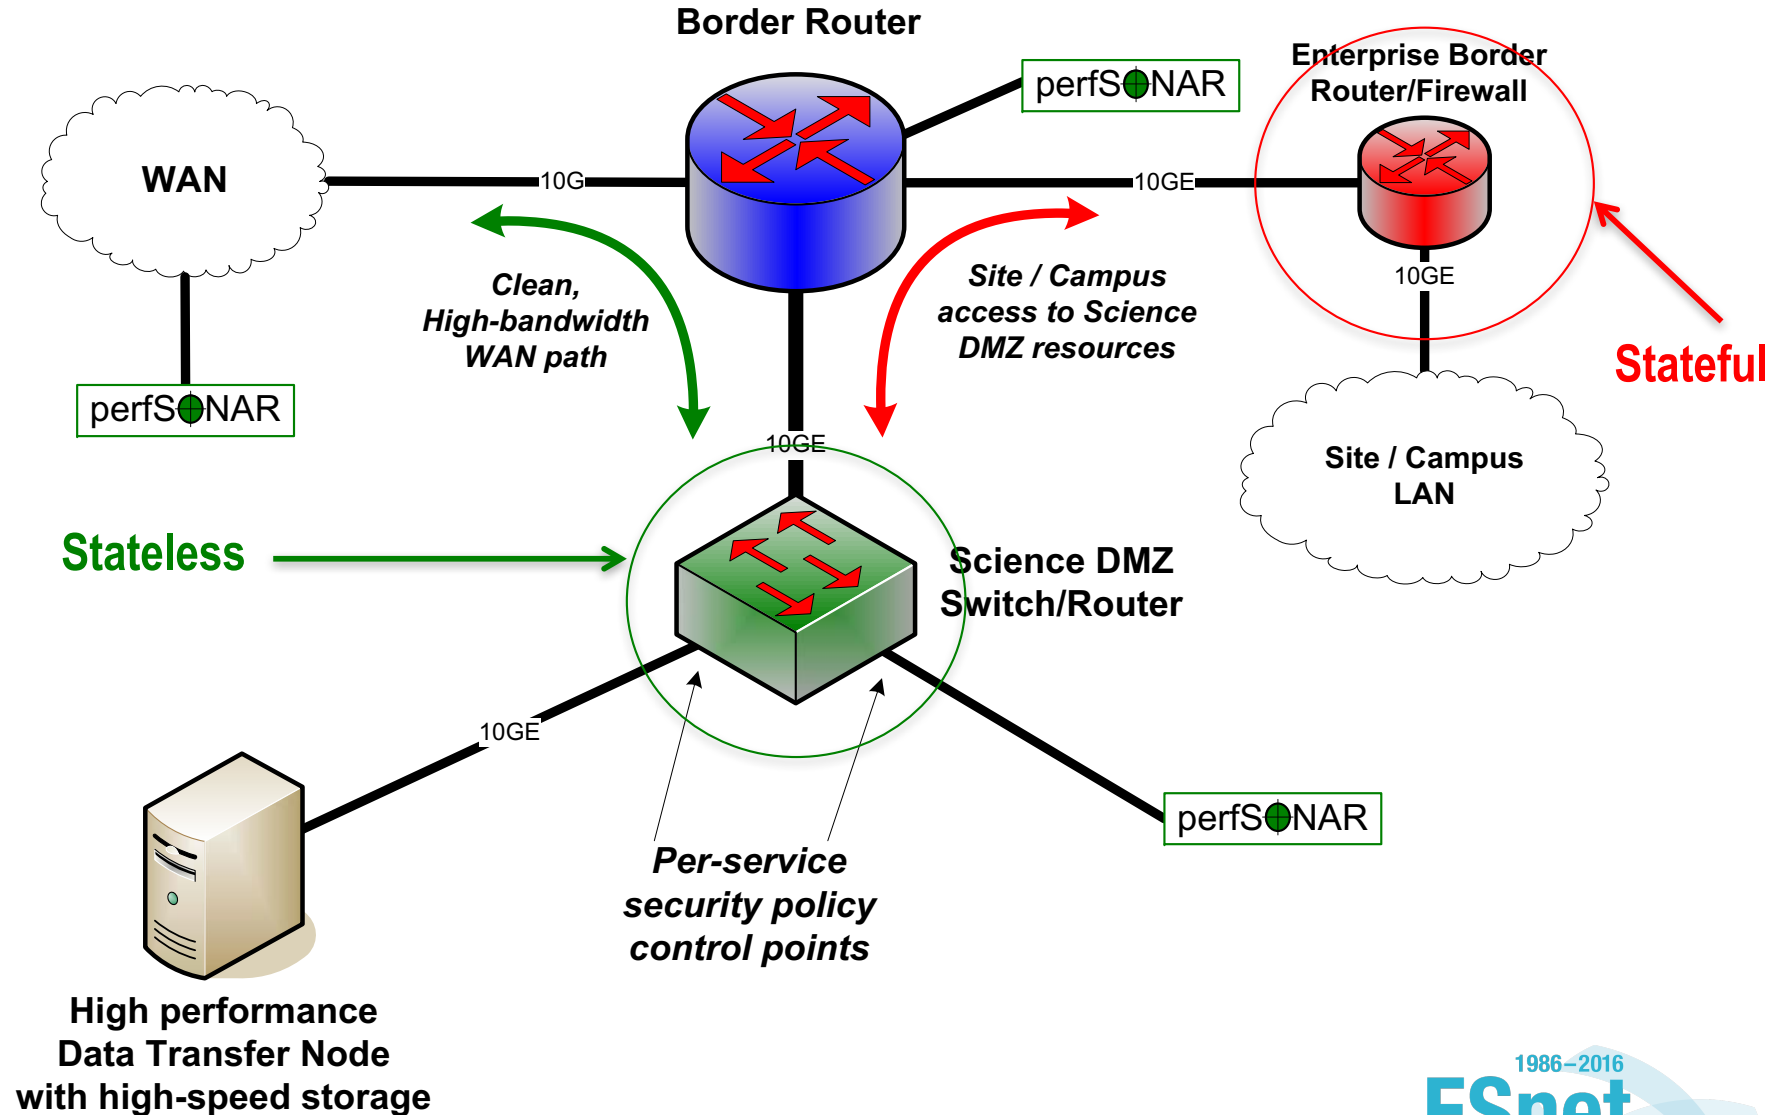 Border Router
perfSONAR
Enterprise Border
Router/Firewall
WAN
10G
10GE
10GE
Clean,
High-bandwidth
WAN path
Site / Campus
access to Science
DMZ resources
Stateful
perfSONAR
10GE
Site / Campus
LAN
Stateless
Science DMZ
Switch/Router
10GE
perfSONAR
Per-service
security policy
control points
High performance
Data Transfer Node
with high-speed storage
1986–2016
ESnet